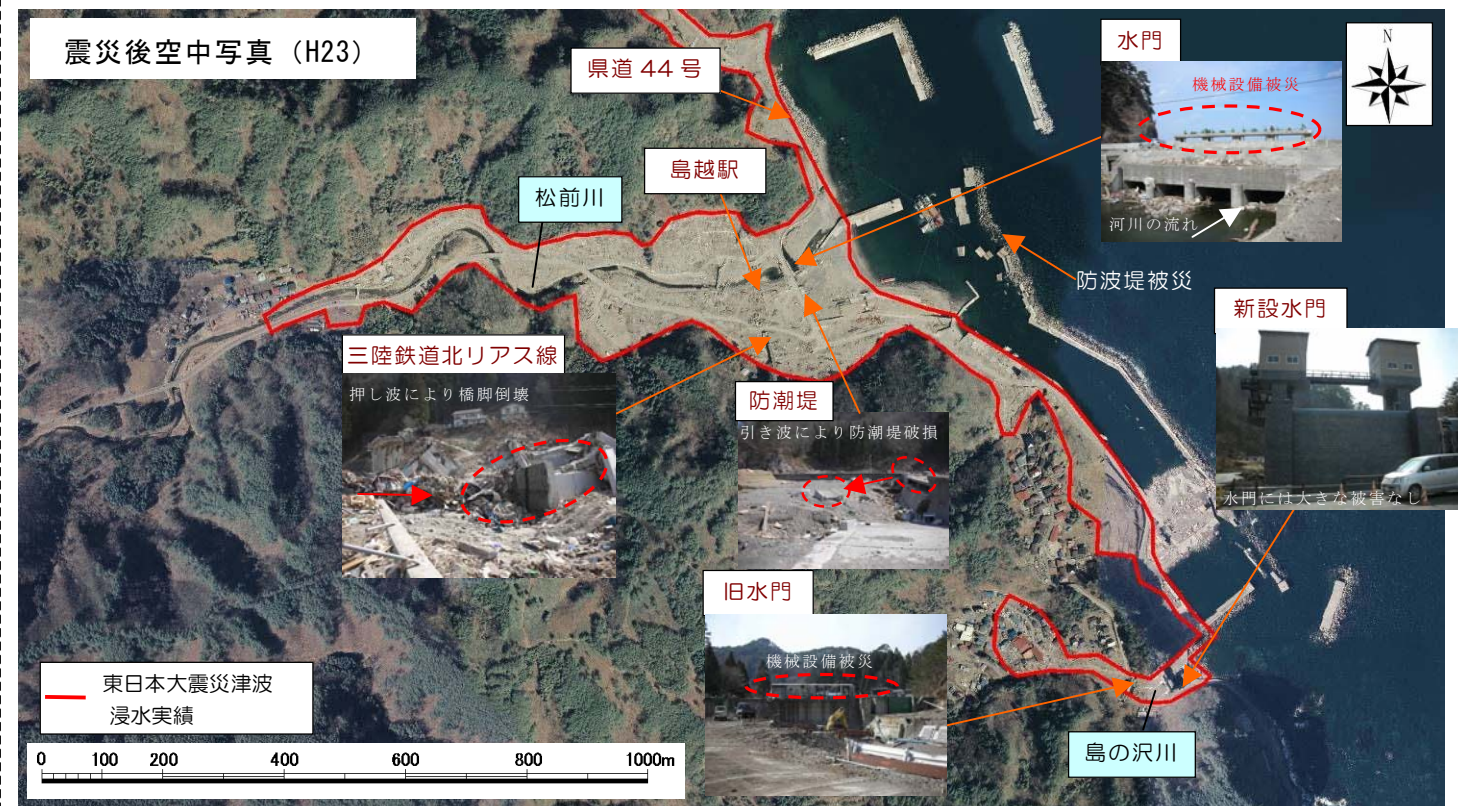 震災後空中写真（H23）
県道44号
水門
機械設備被災
河川の流れ
N
島越駅
松前川
防波堤被災
新設水門
水門には大きな被害なし
三陸鉄道北リアス線
押し波により橋脚倒壊
防潮堤
引き波により防潮堤破損
旧水門
機械設備被災
島の沢川
東日本大震災津波
浸水実績
0 100 200 400 600 800 1000m